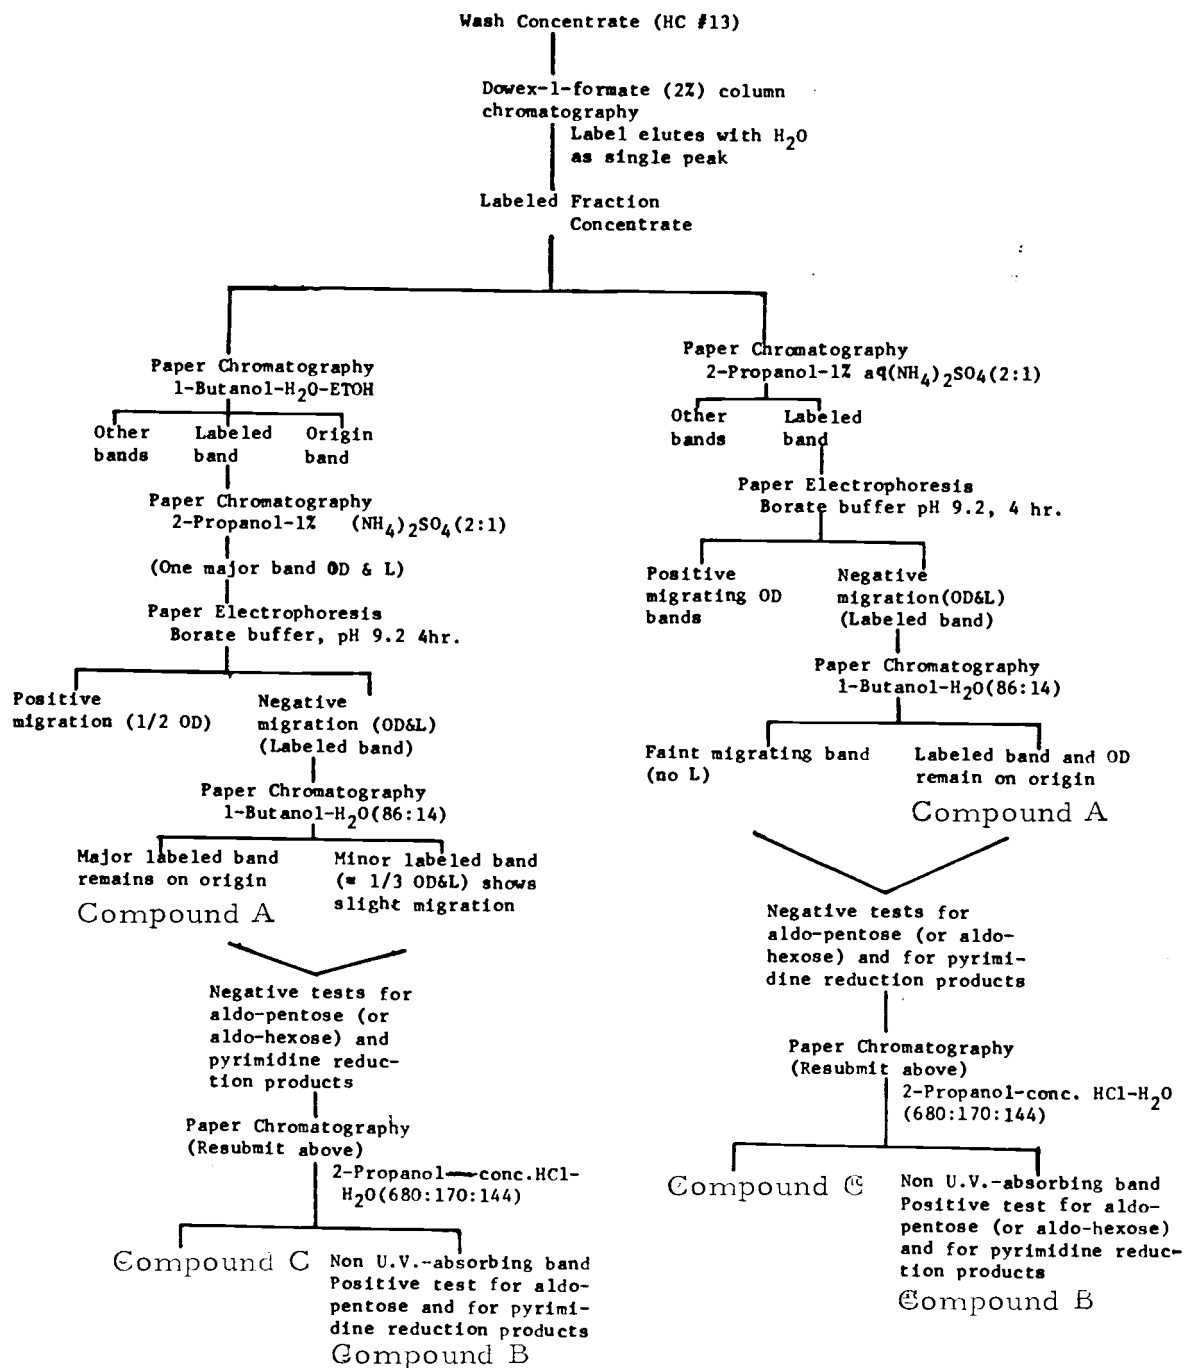 Wash Concentrate (HC #13)
Dowex-1-formate (2%) column
chromatography
Label elutes with H2O
as single peak
Labeled Fraction
Concentrate
Paper Chromatography
1-Butanol-H2O-ETOH
Other
bands
Labeled
band
Origin
band
Paper Chromatography
2-Propanol-1% (NH4)2SO4(2:1)
(One major band OD & L)
Paper Electrophoresis
Borate buffer, pH 9.2 4hr.
Positive
migration (1/2 OD)
Negative
migration (OD&L)
(Labeled band)
Paper Chromatography
1-Butanol-H2O(86:14)
Major labeled band
remains on origin
Compound A
Minor labeled band
(≈ 1/3 OD&L) shows
slight migration
Negative tests for
aldo-pentose (or
aldo-hexose) and
pyrimidine reduc-
tion products
Paper Chromatography
(Resubmit above)
2-Propanol—conc.HCl-
H2O(680:170:144)
Compound C
Non U.V.-absorbing band
Positive test for aldo-
pentose and for pyrimi-
dine reduction products
Compound B
Paper Chromatography
2-Propanol-1% aq(NH4)2SO4(2:1)
Other
bands
Labeled
band
Paper Electrophoresis
Borate buffer pH 9.2, 4 hr.
Positive
migrating OD
bands
Negative
migration(OD&L)
(Labeled band)
Paper Chromatography
1-Butanol-H2O(86:14)
Faint migrating band
(no L)
Labeled band and OD
remain on origin
Compound A
Negative tests for
aldo-pentose (or aldo-
hexose) and for pyrimi-
dine reduction products
Paper Chromatography
(Resubmit above)
2-Propanol-conc. HCl-H2O
(680:170:144)
Compound C
Non U.V.-absorbing band
Positive test for aldo-
pentose (or aldo-hexose)
and for pyrimidine reduc-
tion products
Compound B